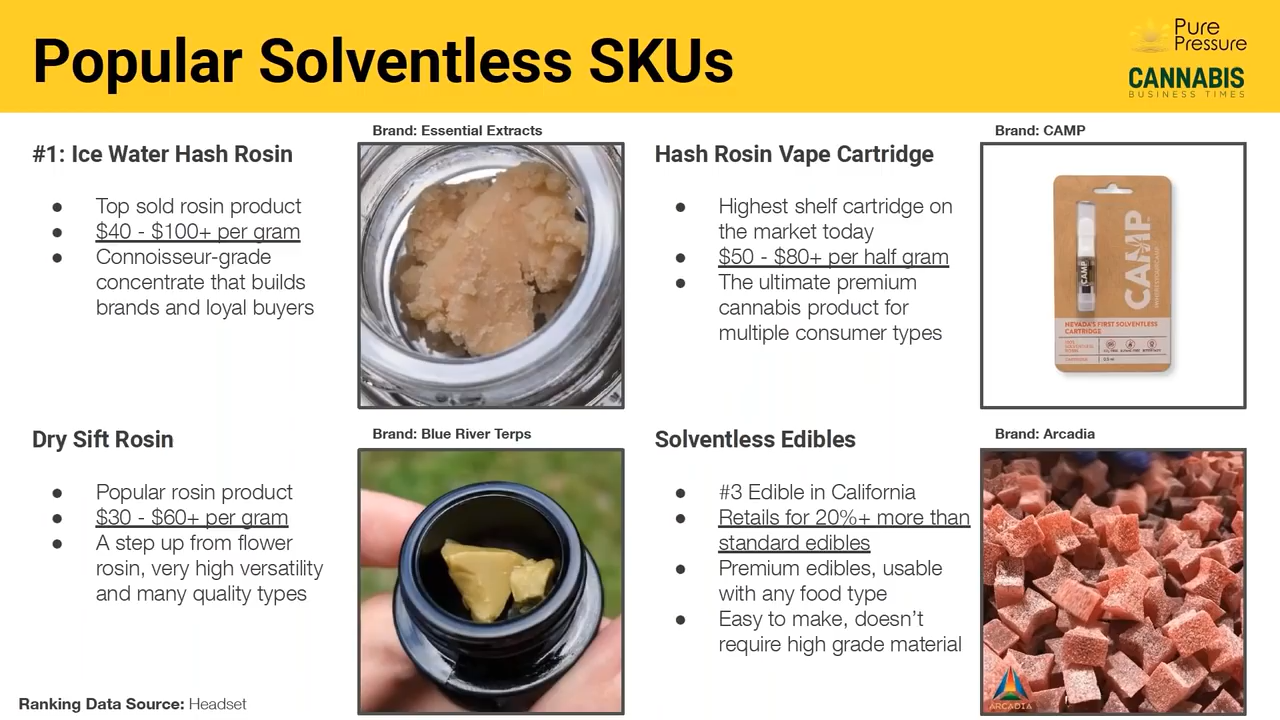 Popular Solventless SKUs
Pure
Pressure
CANNABIS
BUSINESS TIMES
#1: Ice Water Hash Rosin
● Top sold rosin product
● $40 - $100+ per gram
● Connoisseur-grade
concentrate that builds
brands and loyal buyers
Brand: Essential Extracts
Hash Rosin Vape Cartridge
● Highest shelf cartridge on
the market today
● $50 - $80+ per half gram
● The ultimate premium
cannabis product for
multiple consumer types
Brand: CAMP
CAMP
CAMP
NEVADA'S FIRST SOLVENTLESS
CARTRIDGE
Dry Sift Rosin
● Popular rosin product
● $30 - $60+ per gram
● A step up from flower
rosin, very high versatility
and many quality types
Brand: Blue River Terps
Solventless Edibles
● #3 Edible in California
● Retails for 20%+ more than
standard edibles
● Premium edibles, usable
with any food type
● Easy to make, doesn't
require high grade material
Brand: Arcadia
ARCADIA
Ranking Data Source: Headset